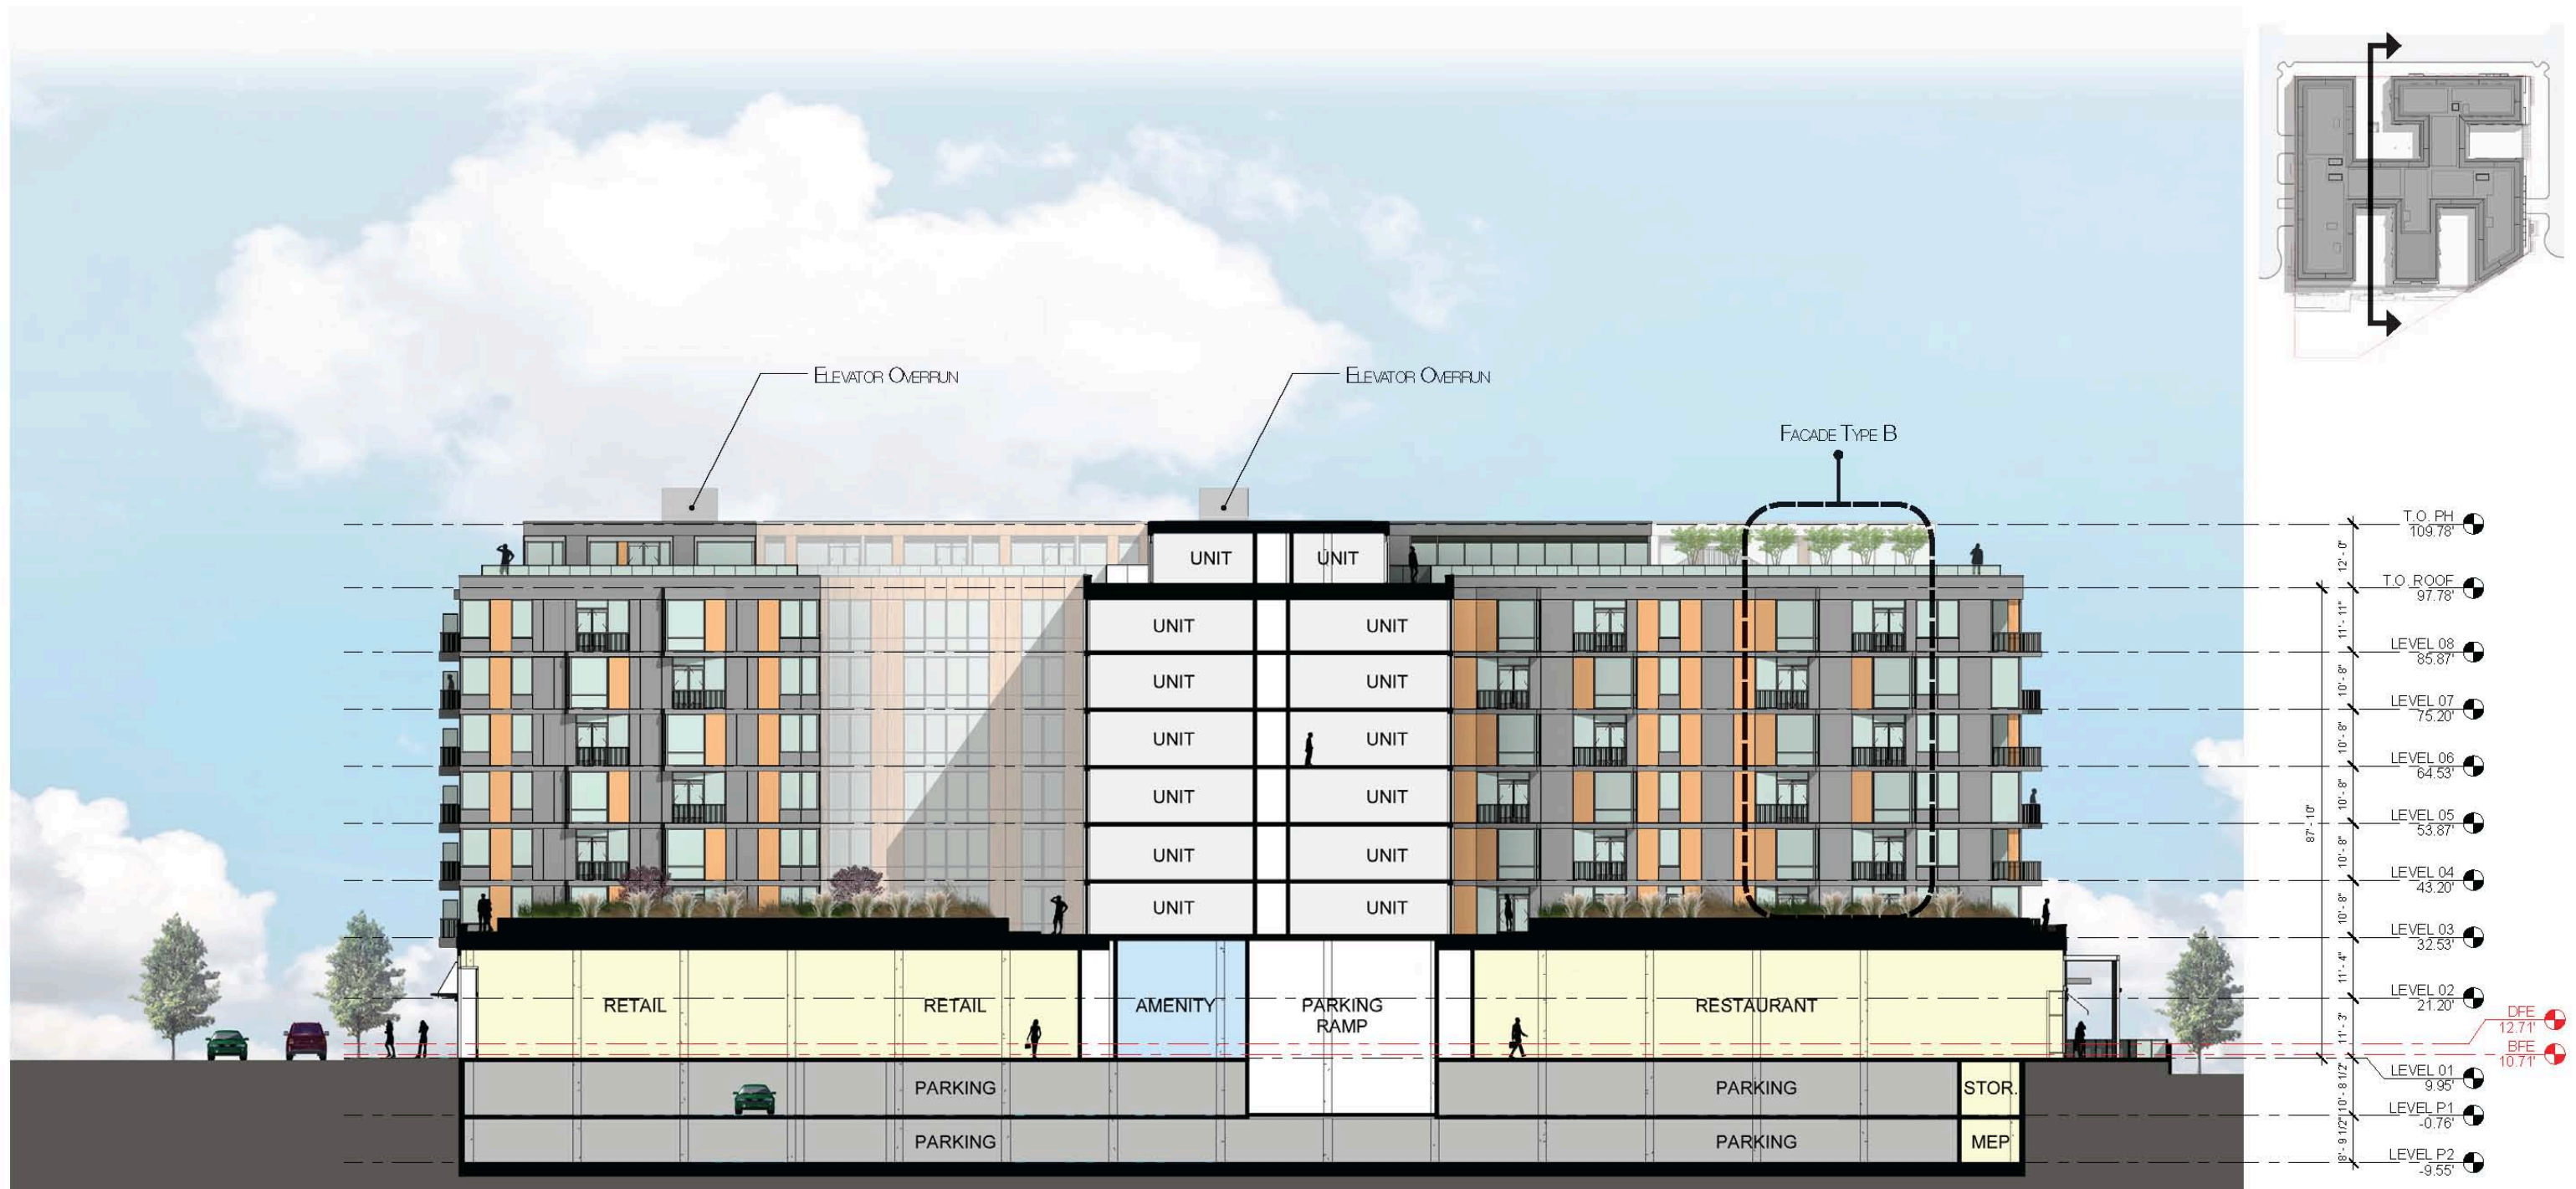 ELEVATOR OVERRUN
ELEVATOR OVERRUN
FACADE TYPE B
UNIT UNIT
UNIT UNIT
UNIT UNIT
UNIT UNIT
UNIT UNIT
UNIT UNIT
UNIT UNIT
RETAIL RETAIL AMENITY PARKING RAMP RESTAURANT
PARKING PARKING STOR.
PARKING PARKING MEP
T.O. PH
109.78'
12' - 0"
T.O. ROOF
97.78'
11' - 11"
LEVEL 08
85.87'
10' - 8"
LEVEL 07
75.20'
10' - 8"
LEVEL 06
64.53'
10' - 8"
LEVEL 05
53.87'
87' - 10"
10' - 8"
LEVEL 04
43.20'
10' - 8"
LEVEL 03
32.53'
11' - 4"
LEVEL 02
21.20'
11' - 3"
DFE
12.71'
BFE
10.71'
LEVEL 01
9.95'
10' - 8 1/2"
LEVEL P1
-0.76'
8' - 9 1/2"
LEVEL P2
-9.55'